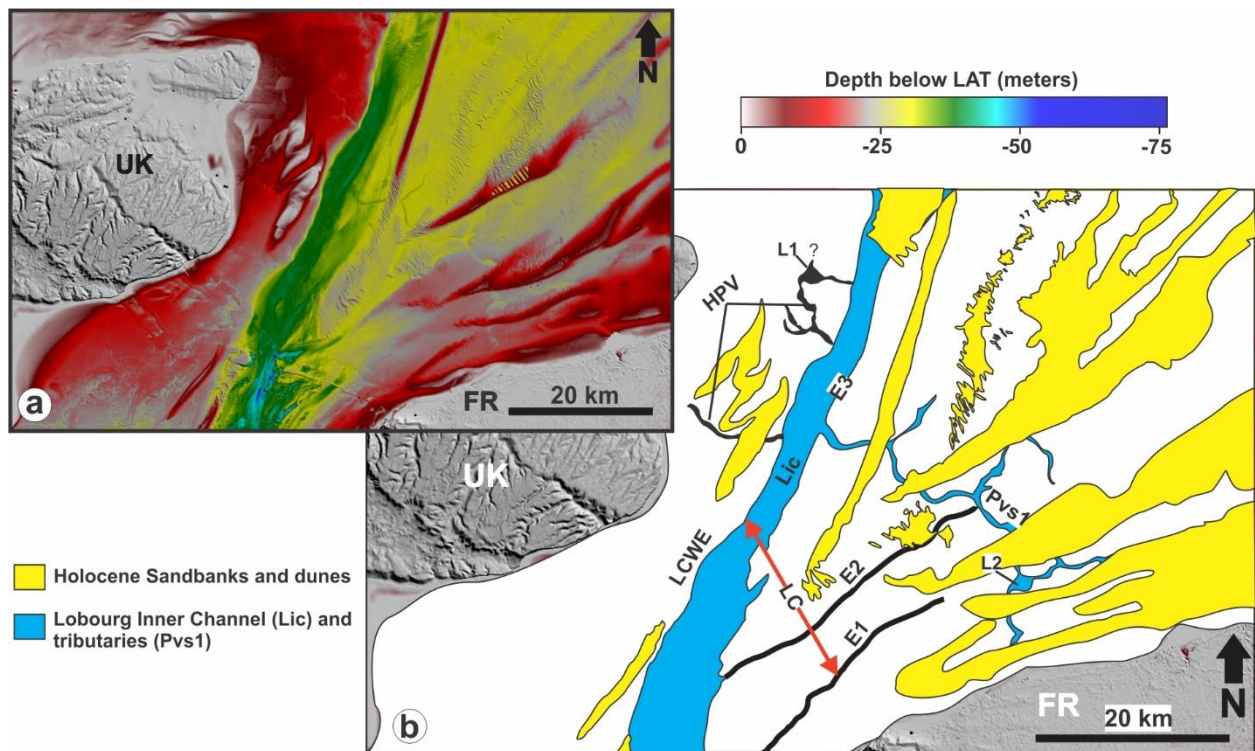 UK
N
Depth below LAT (meters)
0 -25 -50 -75
a
FR
20 km
L1 ?
HPV
E3
Lic
UK
Pvs1
LCWE
E2
LC
L2
E1
Holocene Sandbanks and dunes
Lobourg Inner Channel (Lic) and
tributaries (Pvs1)
b
FR
20 km
N